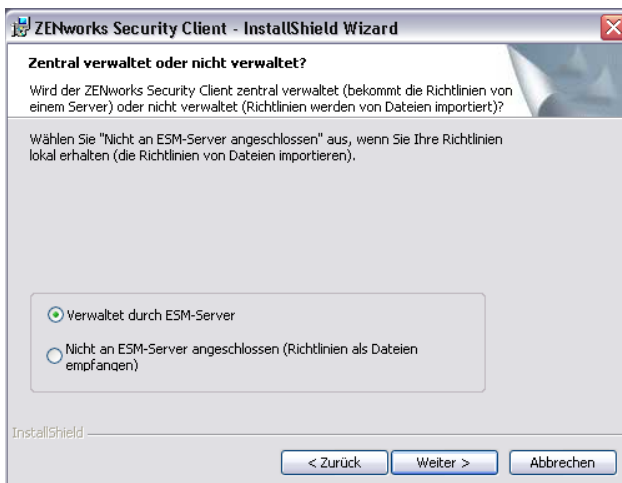 ZENworks Security Client - InstallShield Wizard
Zentral verwaltet oder nicht verwaltet?
Wird der ZENworks Security Client zentral verwaltet (bekommt die Richtlinien von
einem Server) oder nicht verwaltet (Richtlinien werden von Dateien importiert)?
Wählen Sie "Nicht an ESM-Server angeschlossen" aus, wenn Sie Ihre Richtlinien
lokal erhalten (die Richtlinien von Dateien importieren).
Verwaltet durch ESM-Server
Nicht an ESM-Server angeschlossen (Richtlinien als Dateien
empfangen)
InstallShield
< Zurück Weiter > Abbrechen